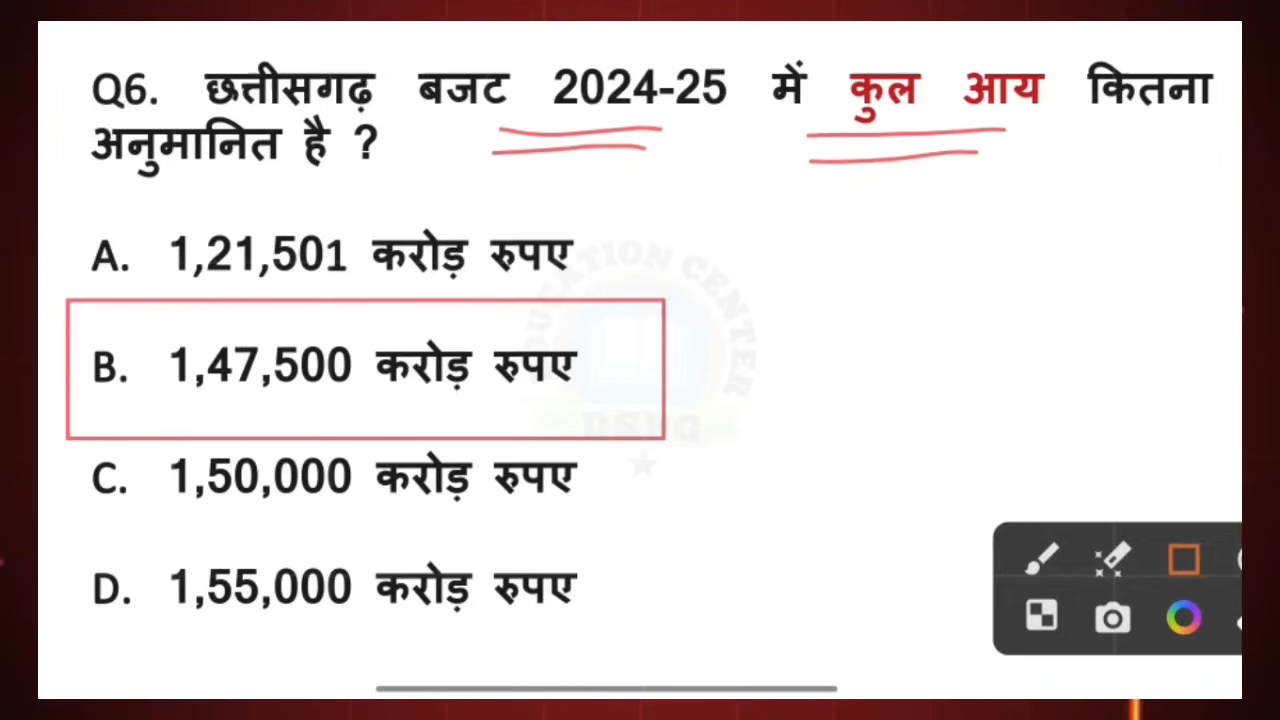 Q6. छत्तीसगढ़ बजट 2024-25 में कुल आय कितना
अनुमानित है ?
A. 1,21,501 करोड़ रुपए
B. 1,47,500 करोड़ रुपए
C. 1,50,000 करोड़ रुपए
D. 1,55,000 करोड़ रुपए